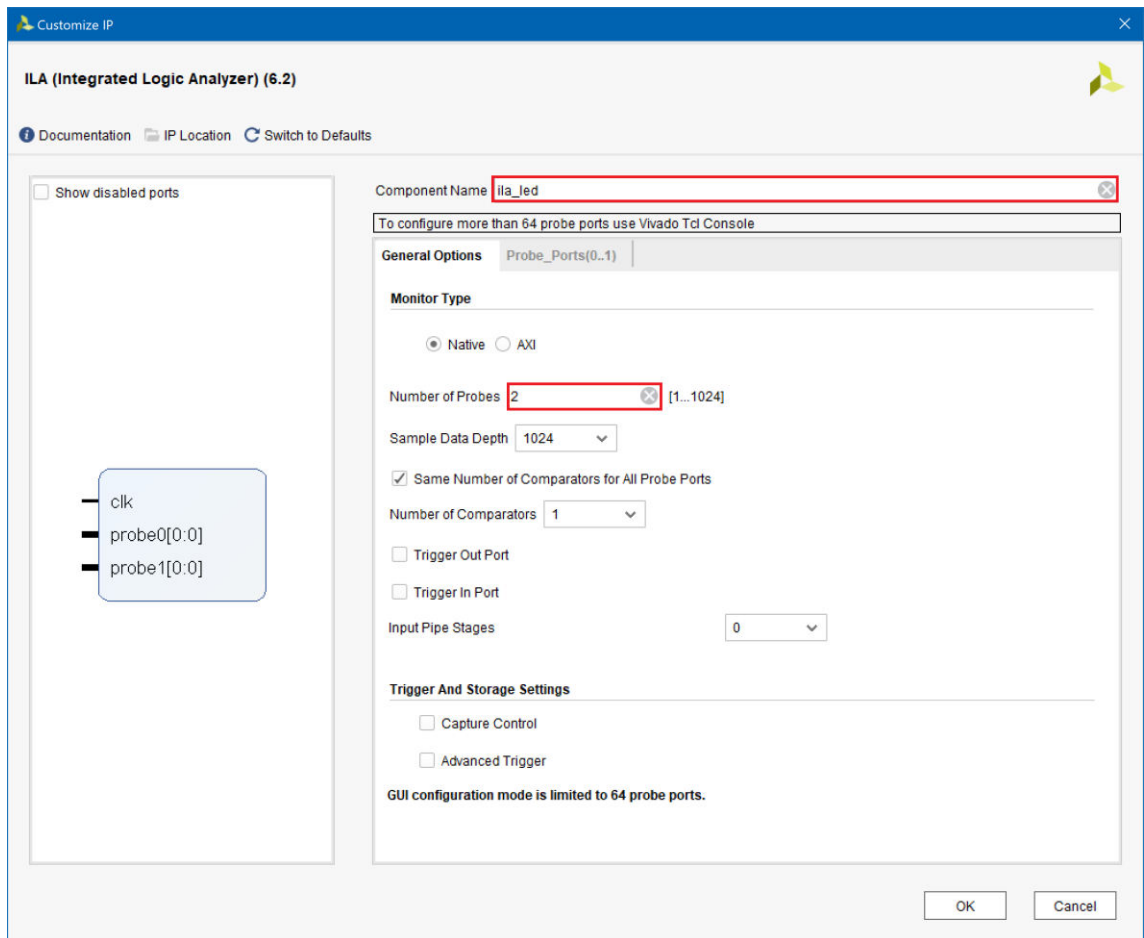 Customize IP
ILA (Integrated Logic Analyzer) (6.2)
Documentation IP Location Switch to Defaults
Show disabled ports
clk
probe0[0:0]
probe1[0:0]
Component Name ila_led
To configure more than 64 probe ports use Vivado Tcl Console
General Options Probe_Ports(0..1)
Monitor Type
Native AXI
Number of Probes 2 [1...1024]
Sample Data Depth 1024
Same Number of Comparators for All Probe Ports
Number of Comparators 1
Trigger Out Port
Trigger In Port
Input Pipe Stages 0
Trigger And Storage Settings
Capture Control
Advanced Trigger
GUI configuration mode is limited to 64 probe ports.
OK Cancel